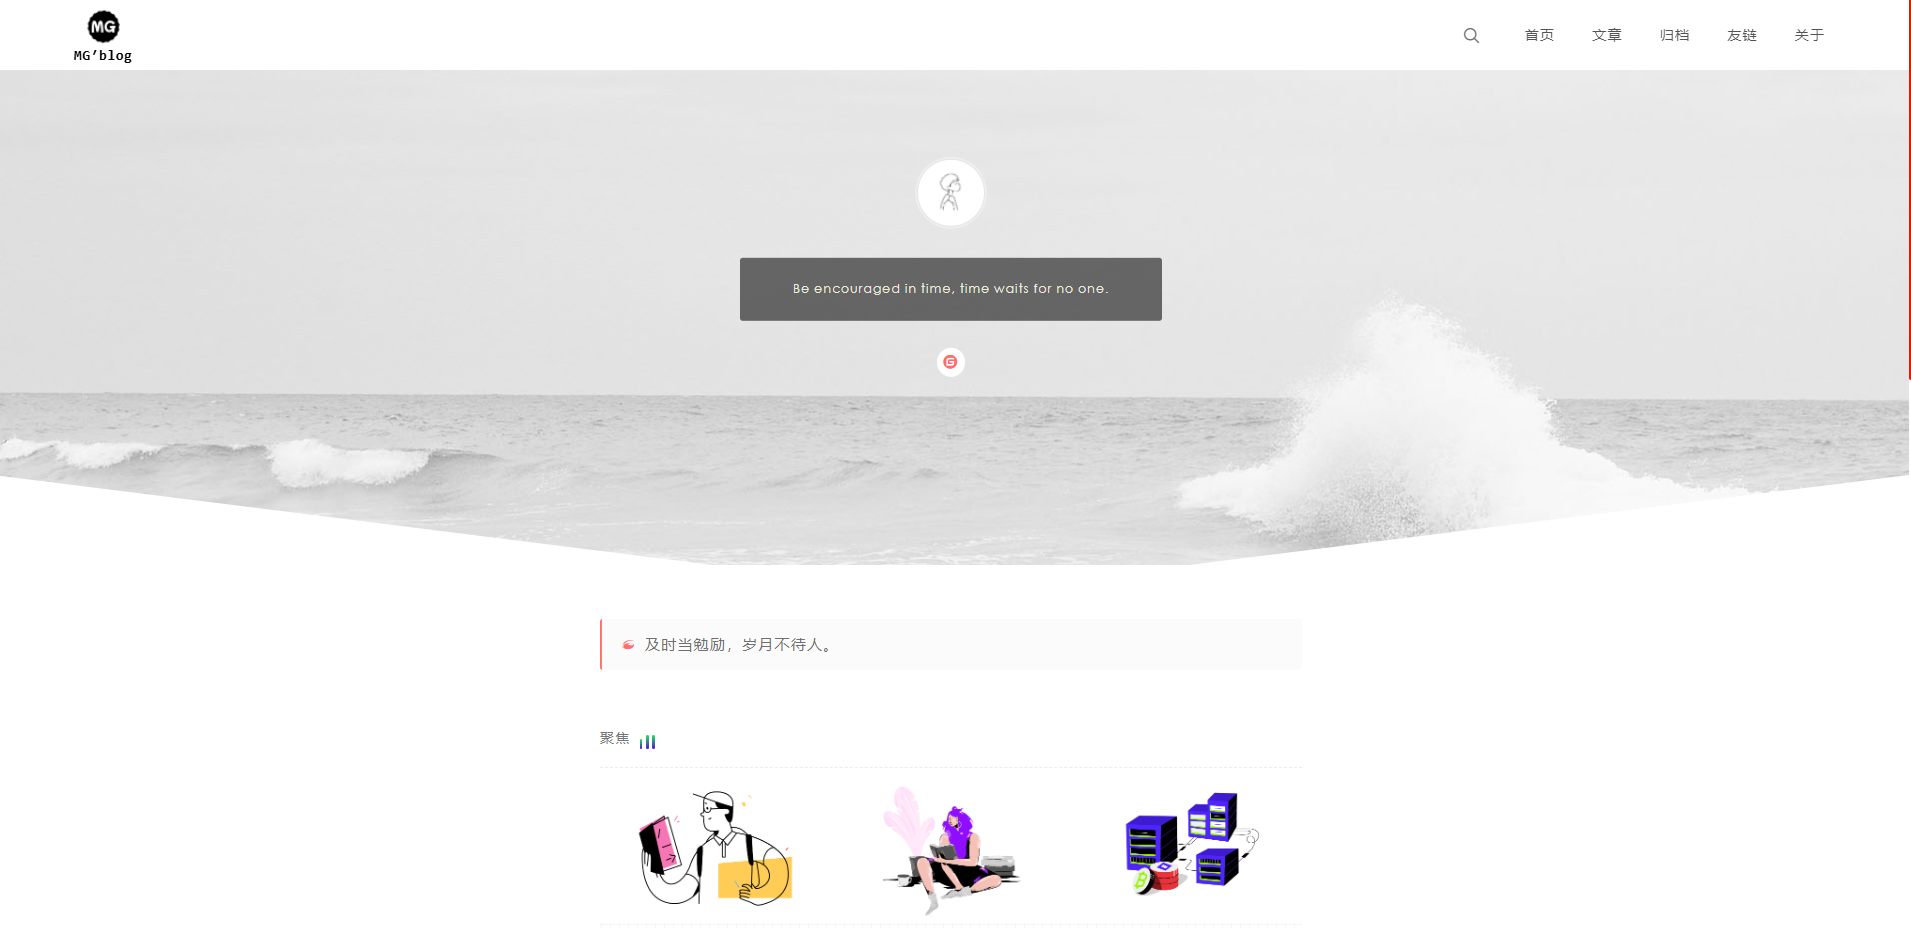 MG
MG'blog
首页 文章 归档 友链 关于
Be encouraged in time, time waits for no one.
G
及时当勉励，岁月不待人。
聚焦